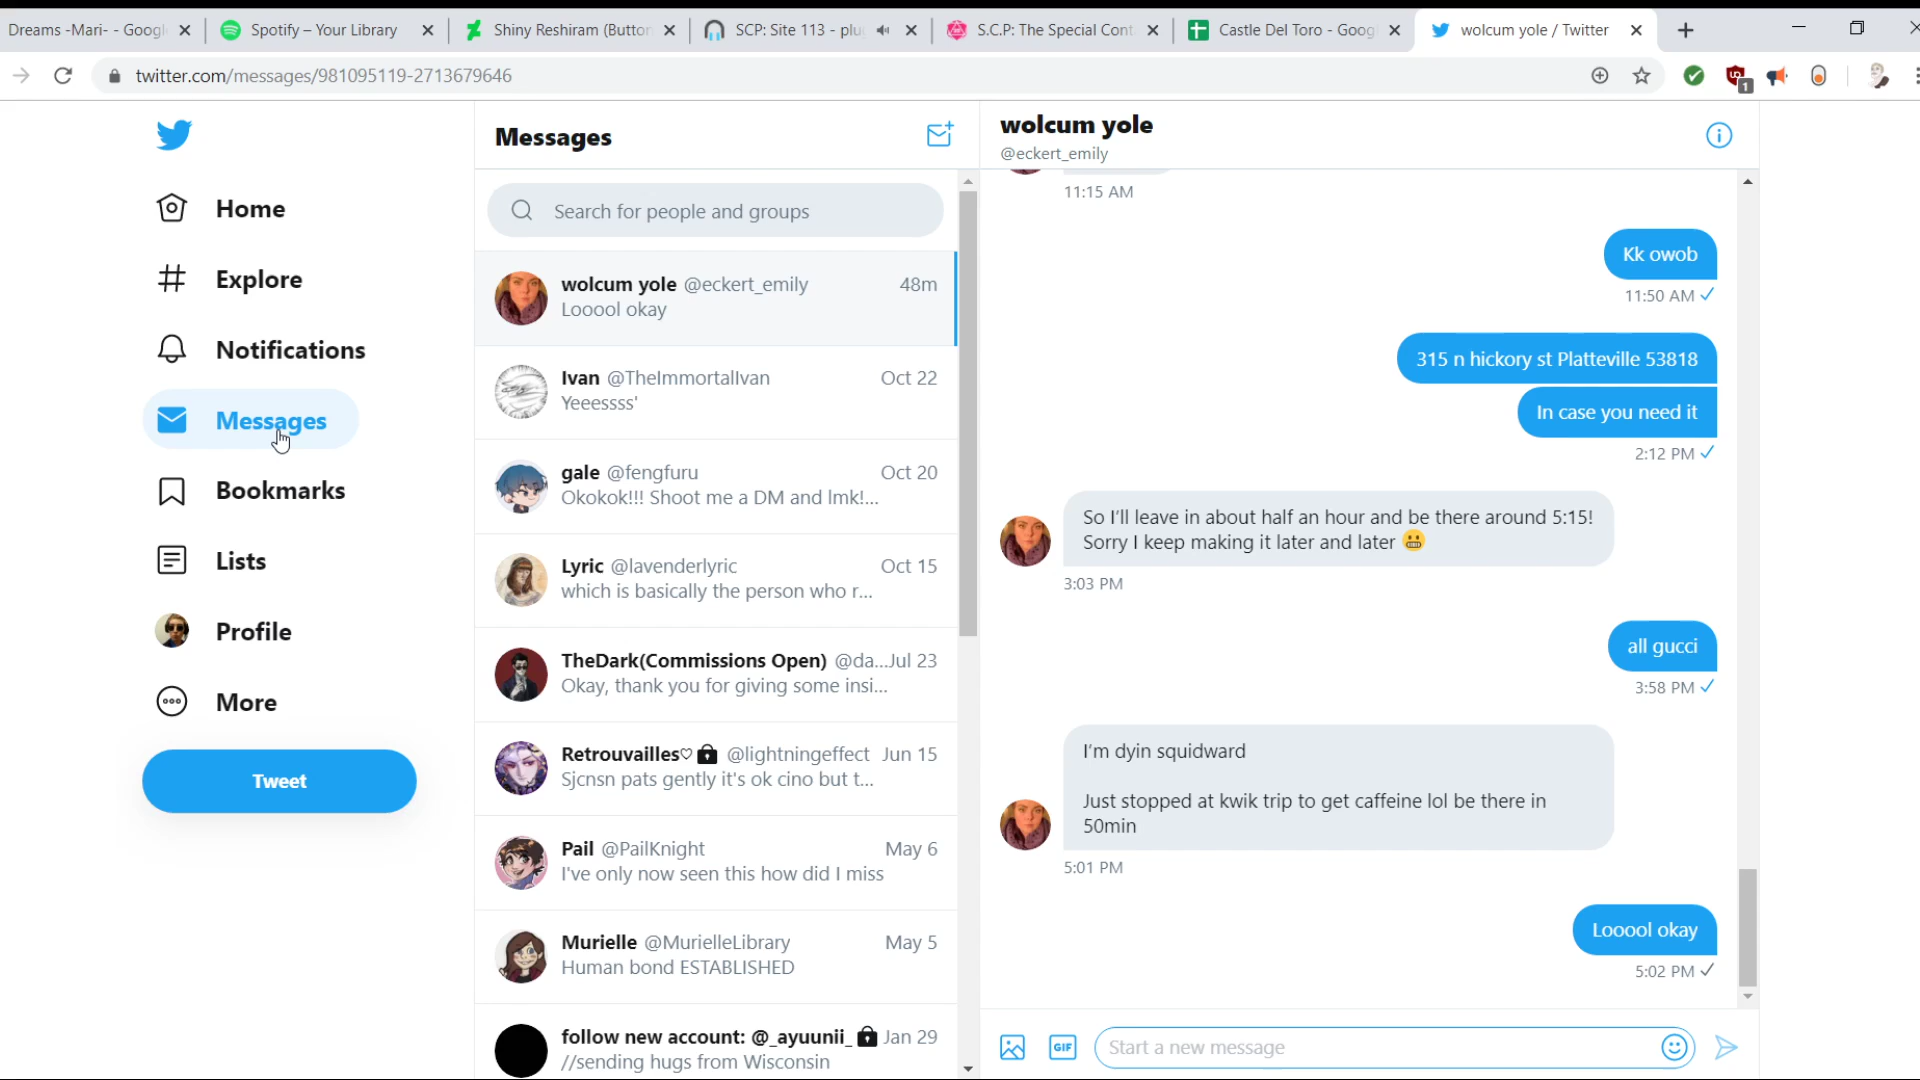 Dreams -Mari- - Googl
Spotify – Your Library
Shiny Reshiram (Button
SCP: Site 113 - plu
S.C.P: The Special Cont
Castle Del Toro - Goog
wolcum yole / Twitter
twitter.com/messages/981095119-2713679646
1
Home
Explore
Notifications
Messages
Bookmarks
Lists
Profile
More
Tweet
Messages
Search for people and groups
wolcum yole @eckert_emily 48m
Looool okay
Ivan @TheImmortalIvan Oct 22
Yeeessss'
gale @fengfuru Oct 20
Okokok!!! Shoot me a DM and lmk!...
Lyric @lavenderlyric Oct 15
which is basically the person who r...
TheDark(Commissions Open) @da... Jul 23
Okay, thank you for giving some insi...
Retrouvailles♡ @lightningeffect Jun 15
Sjcnsn pats gently it's ok cino but t...
Pail @PailKnight May 6
I've only now seen this how did I miss
Murielle @MurielleLibrary May 5
Human bond ESTABLISHED
follow new account: @_ayuunii_ Jan 29
//sending hugs from Wisconsin
wolcum yole
@eckert_emily
11:15 AM
Kk owob
11:50 AM
315 n hickory st Platteville 53818
In case you need it
2:12 PM
So I'll leave in about half an hour and be there around 5:15!
Sorry I keep making it later and later 😬
3:03 PM
all gucci
3:58 PM
I'm dyin squidward
Just stopped at kwik trip to get caffeine lol be there in
50min
5:01 PM
Looool okay
5:02 PM
GIF
Start a new message